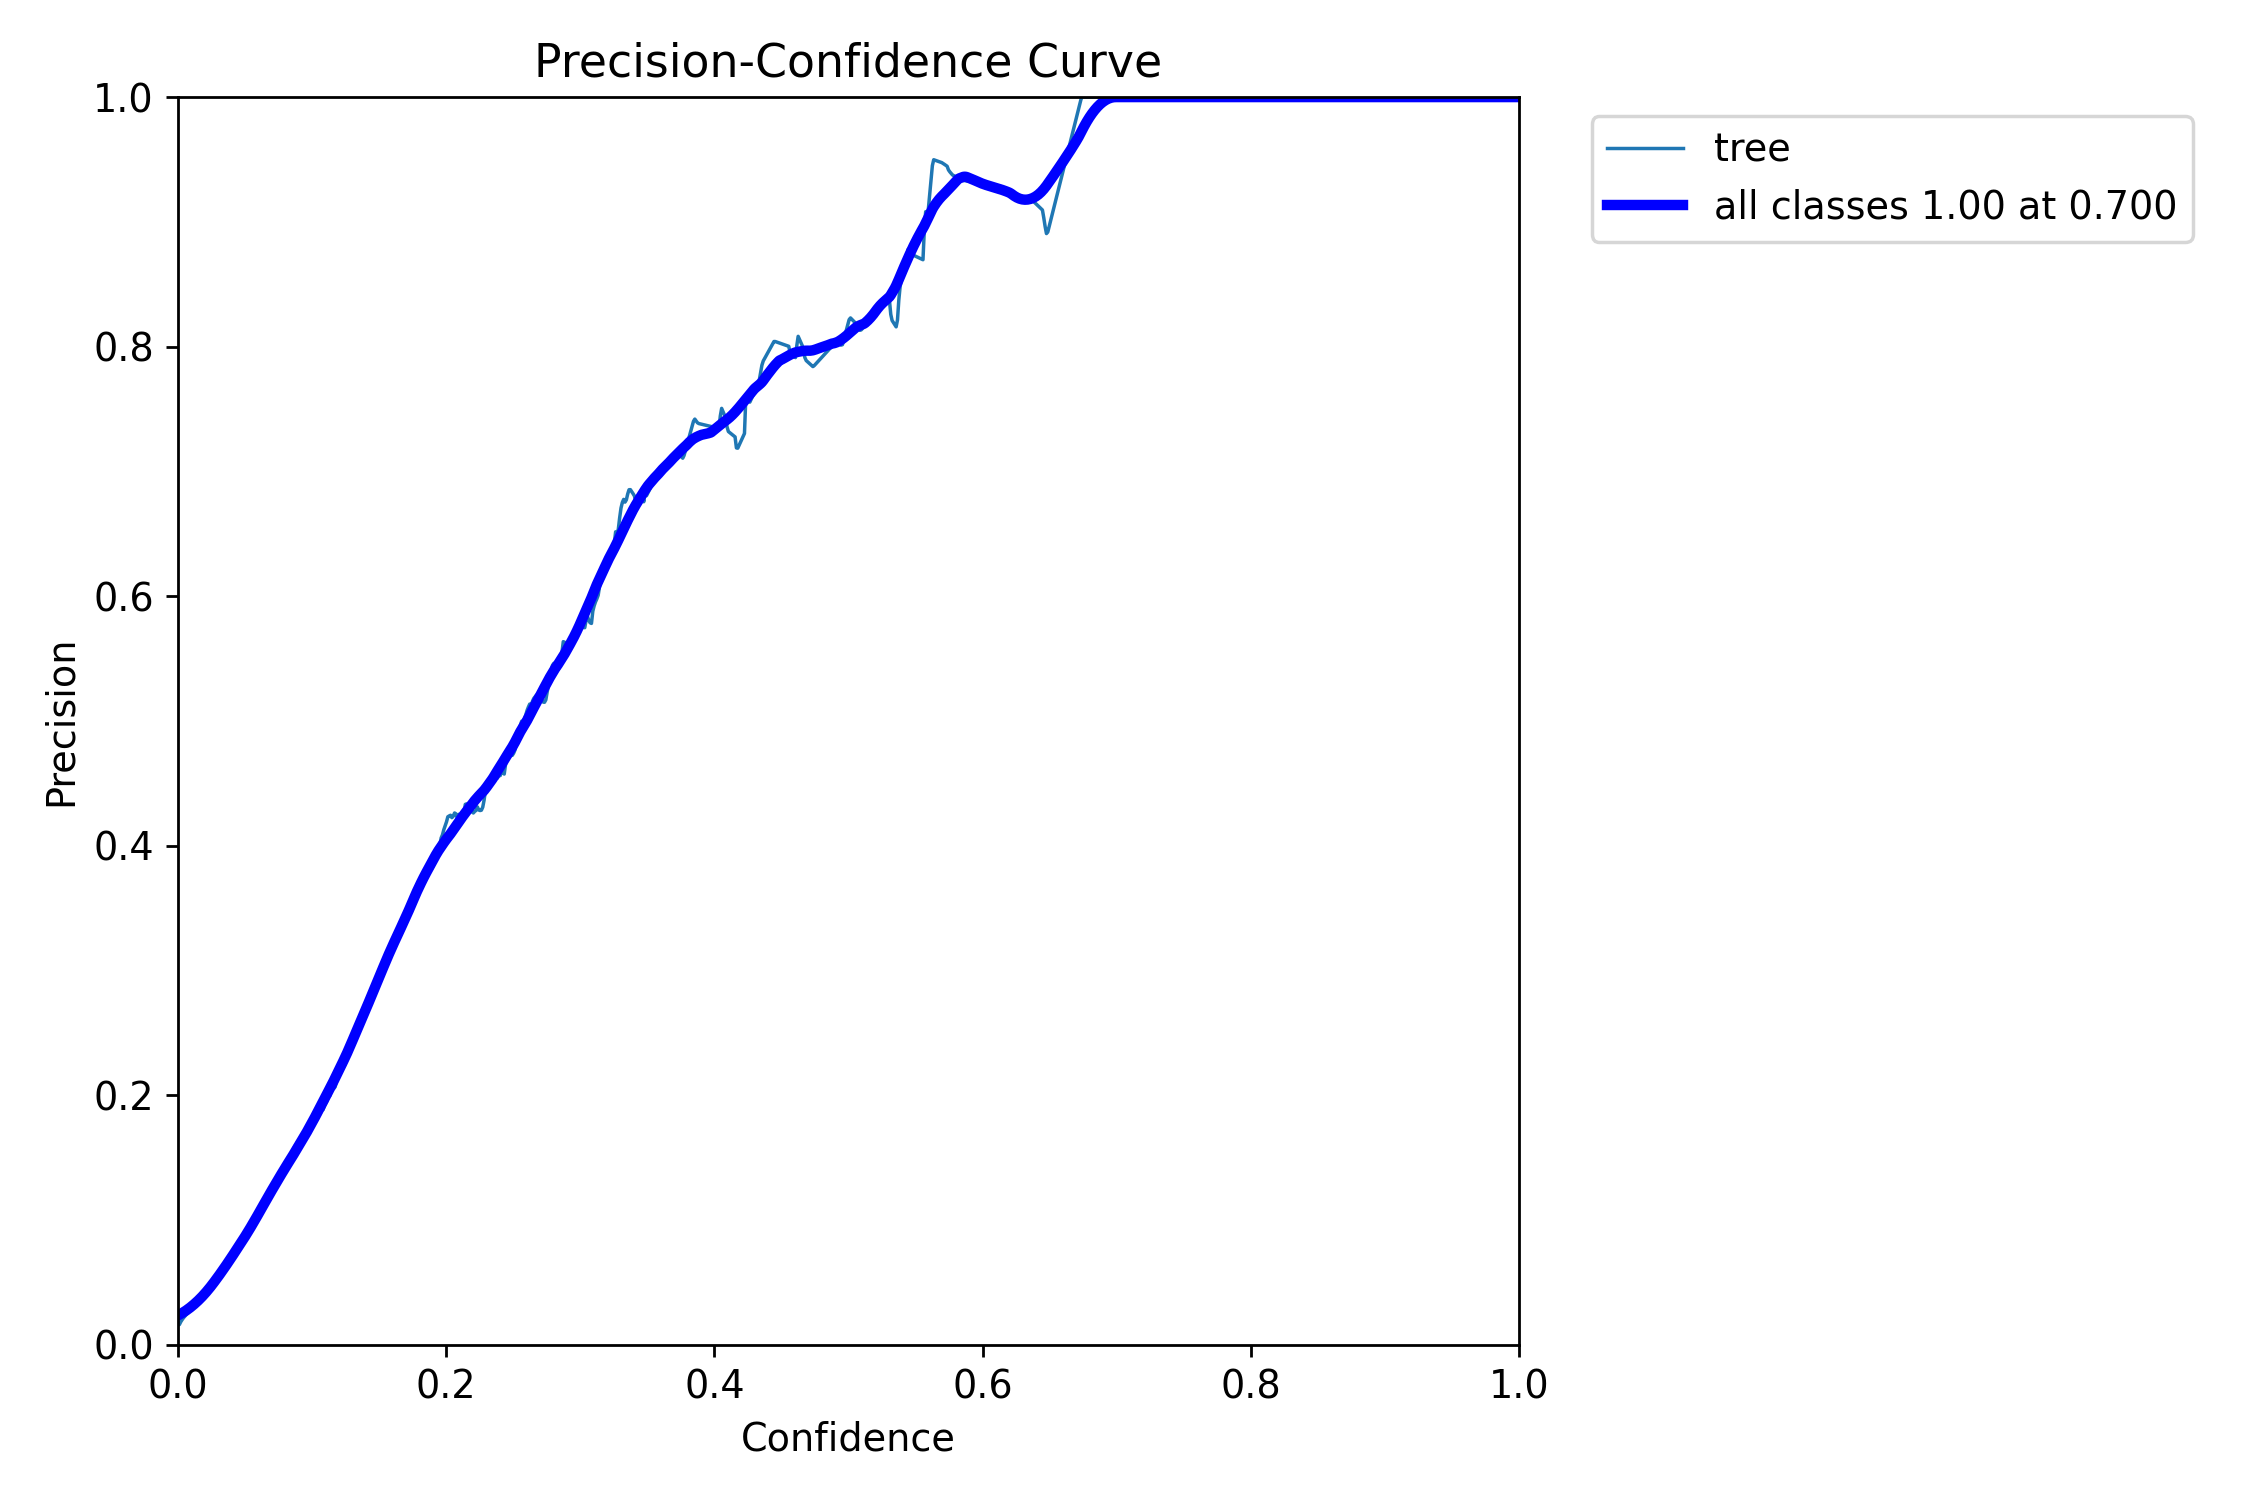 Precision-Confidence Curve
tree
all classes 1.00 at 0.700
Precision
1.0
0.8
0.6
0.4
0.2
0.0
0.0 0.2 0.4 0.6 0.8 1.0
Confidence